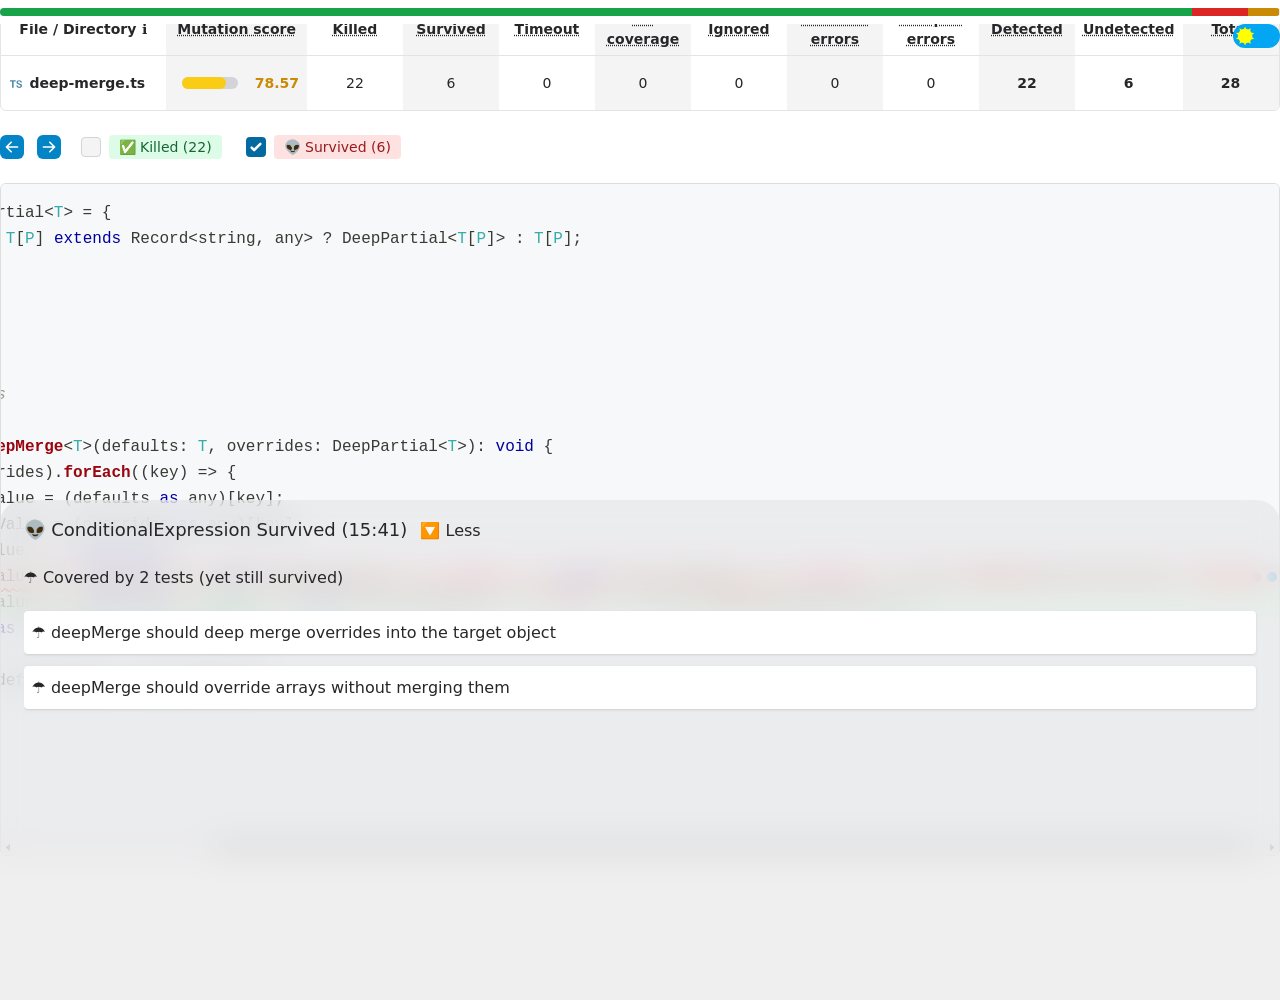 File / Directory ℹ Mutation score Killed Survived Timeout coverage Ignored errors errors Detected Undetected
TS deep-merge.ts 78.57 22 6 0 0 0 0 0 22 6 28
✅ Killed (22) 👽 Survived (6)
rtial<T> = {
T[P] extends Record<string, any> ? DeepPartial<T[P]> : T[P];
s
epMerge<T>(defaults: T, overrides: DeepPartial<T>): void {
rides).forEach((key) => {
alue = (defaults as any)[key];
👽 ConditionalExpression Survived (15:41) 🔽 Less
☂ Covered by 2 tests (yet still survived)
as
☂ deepMerge should deep merge overrides into the target object
☂ deepMerge should override arrays without merging them